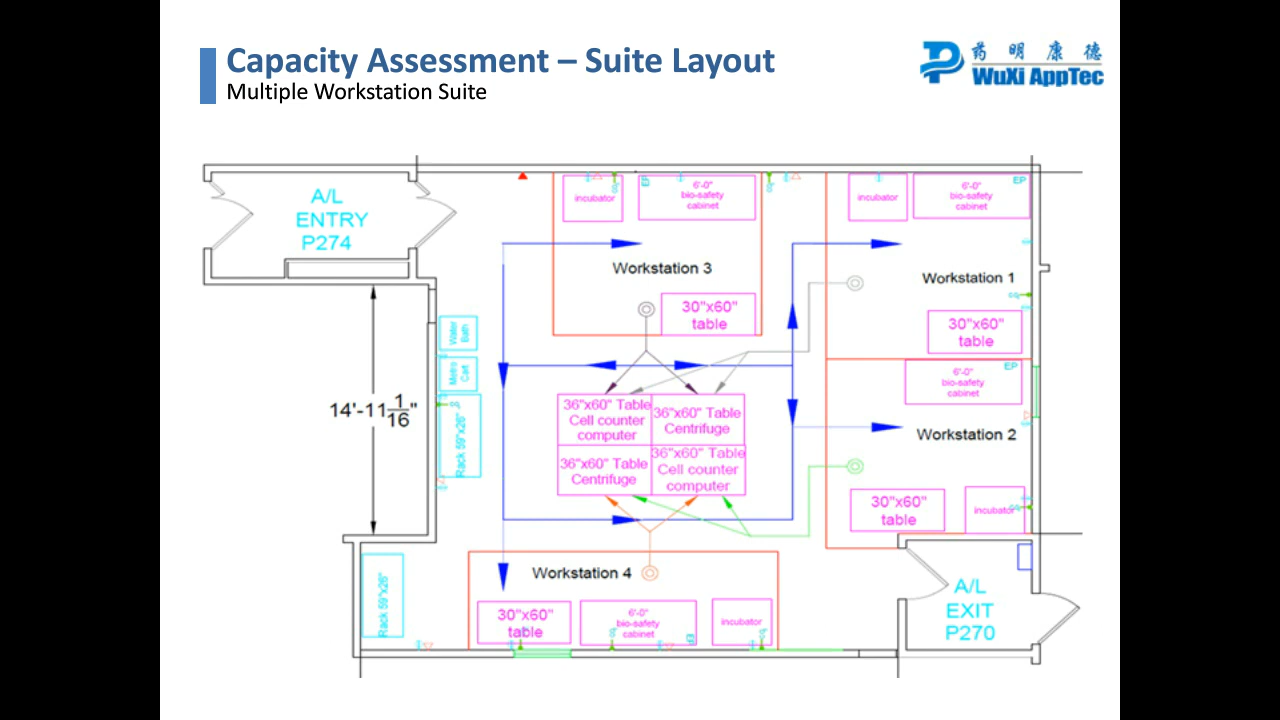 Capacity Assessment – Suite Layout
Multiple Workstation Suite
药明康德
WuXi AppTec
A/L
ENTRY
P274
incubator
EP
6'-0"
bio-safety
cabinet
Workstation 3
30"x60"
table
incubator
6'-0"
bio-safety
cabinet
EP
Workstation 1
30"x60"
table
Water
Bath
Metro
Cart
Rack 59"x26"
14'-11 1/16"
36"x60" Table
Cell counter
computer
36"x60" Table
Centrifuge
36"x60" Table
Centrifuge
36"x60" Table
Cell counter
computer
6'-0"
bio-safety
cabinet
EP
Workstation 2
30"x60"
table
incubator
Rack 59"x26"
Workstation 4
30"x60"
table
6'-0"
bio-safety
cabinet
EP
incubator
A/L
EXIT
P270